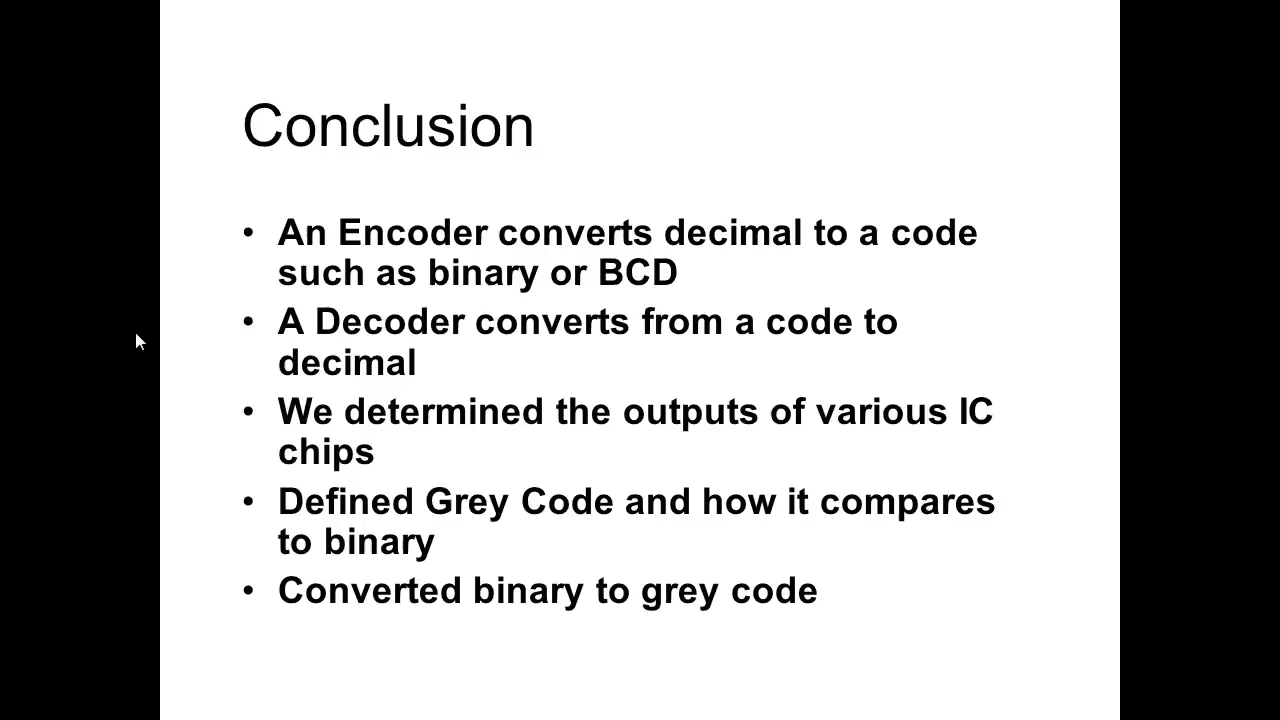 Conclusion
• An Encoder converts decimal to a code
such as binary or BCD
• A Decoder converts from a code to
decimal
• We determined the outputs of various IC
chips
• Defined Grey Code and how it compares
to binary
• Converted binary to grey code